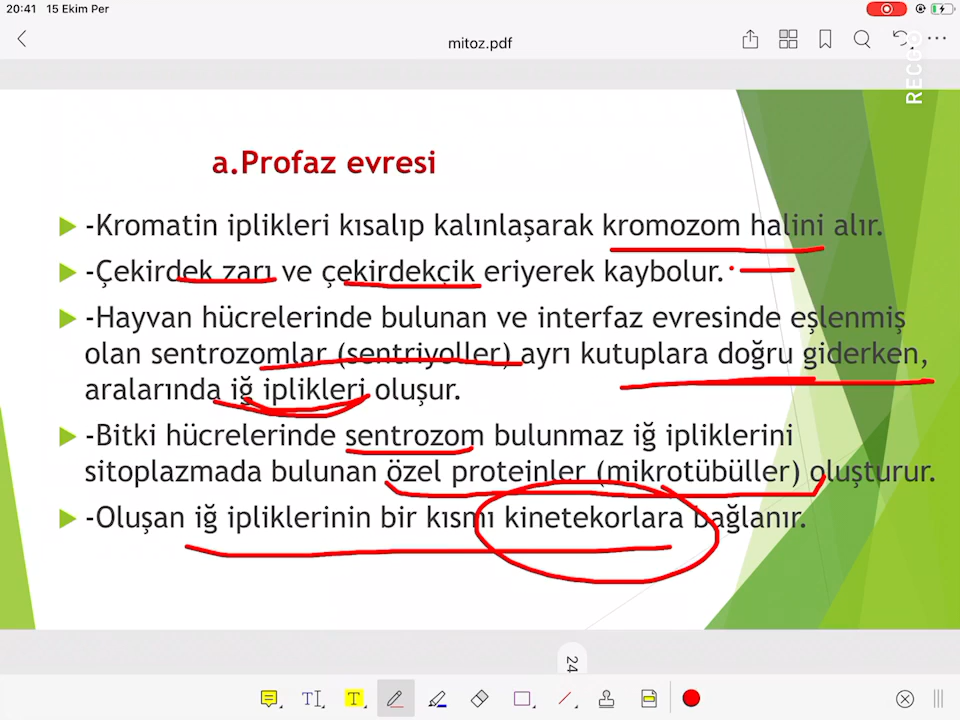 20:41 15 Ekim Per
mitoz.pdf
RECGO
a.Profaz evresi
-Kromatin iplikleri kısalıp kalınlaşarak kromozom halini alır.
-Çekirdek zarı ve çekirdekçik eriyerek kaybolur.
-Hayvan hücrelerinde bulunan ve interfaz evresinde eşlenmiş
olan sentrozomlar (sentriyoller) ayrı kutuplara doğru giderken,
aralarında iğ iplikleri oluşur.
-Bitki hücrelerinde sentrozom bulunmaz iğ ipliklerini
sitoplazmada bulunan özel proteinler (mikrotübüller) oluşturur.
-Oluşan iğ ipliklerinin bir kısmı kinetekorlara bağlanır.
24